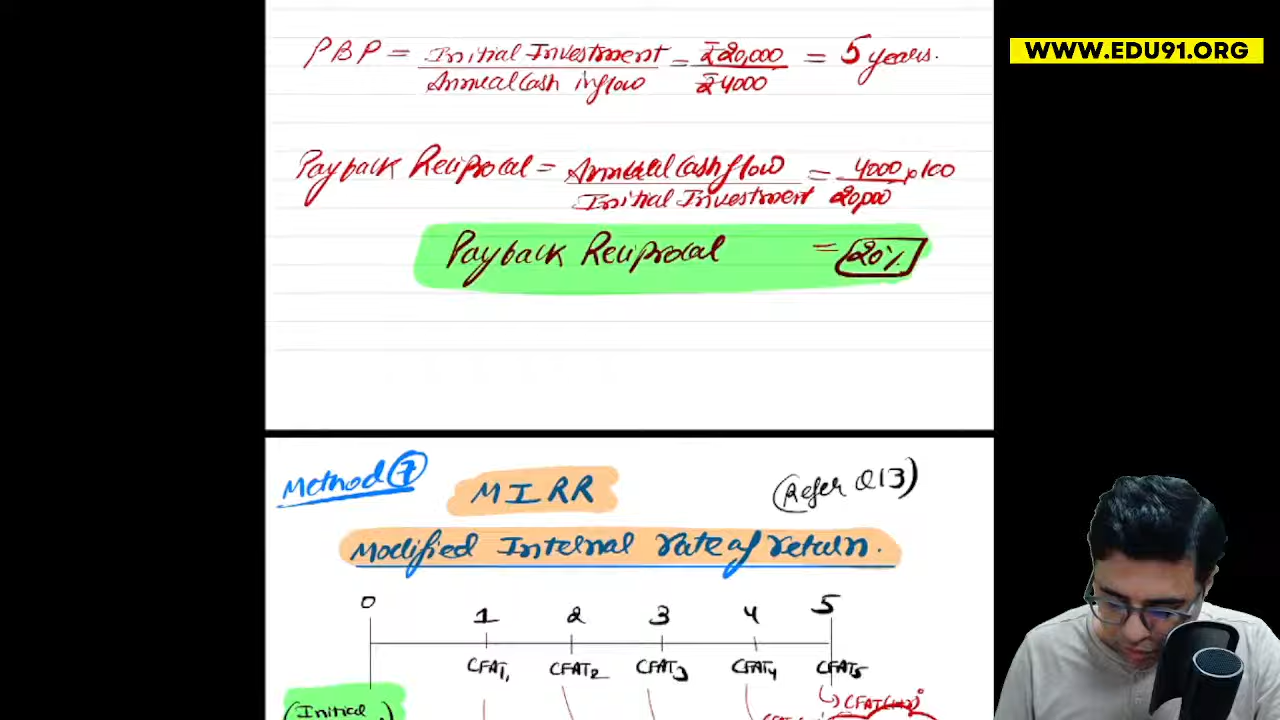 WWW.EDU91.ORG
PBP = Initial Investment / Annual Cash inflow = ₹20,000 / ₹4000 = 5 years.
Payback Reciprocal = Annual Cash flow / Initial Investment = 4000 / 20,000 × 100
Payback Reciprocal = 20%
Method 7 MIRR (Refer Q13)
Modified Internal rate of return.
0 1 2 3 4 5
CFAT1 CFAT2 CFAT3 CFAT4 CFAT5
(Initial